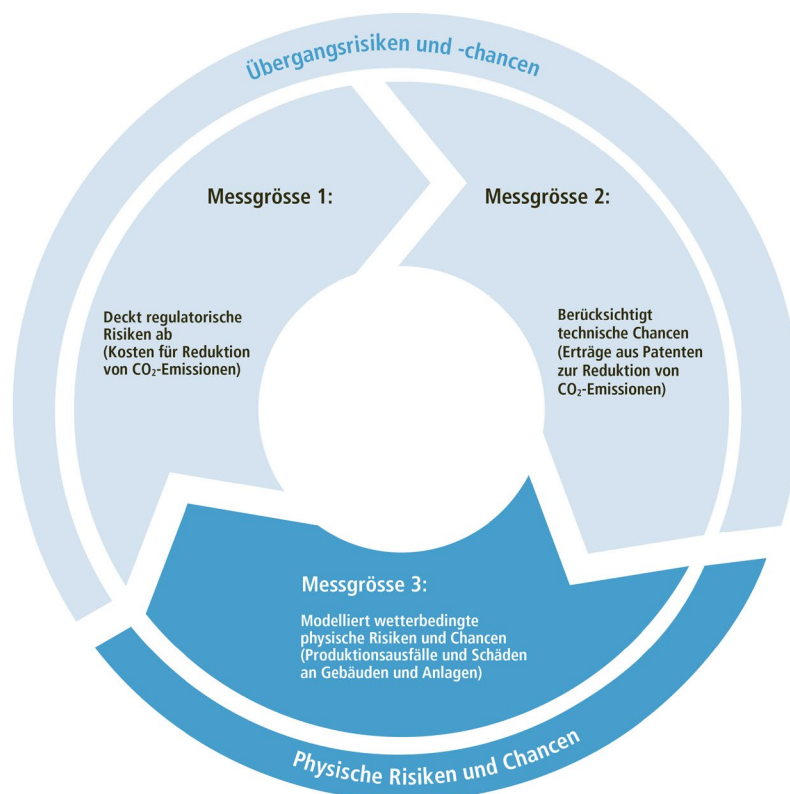 Übergangsrisiken und -chancen
Messgrösse 1:
Deckt regulatorische
Risiken ab
(Kosten für Reduktion
von CO₂-Emissionen)
Messgrösse 2:
Berücksichtigt
technische Chancen
(Erträge aus Patenten
zur Reduktion von
CO₂-Emissionen)
Messgrösse 3:
Modelliert wetterbedingte
physische Risiken und Chancen
(Produktionsausfälle und Schäden
an Gebäuden und Anlagen)
Physische Risiken und Chancen